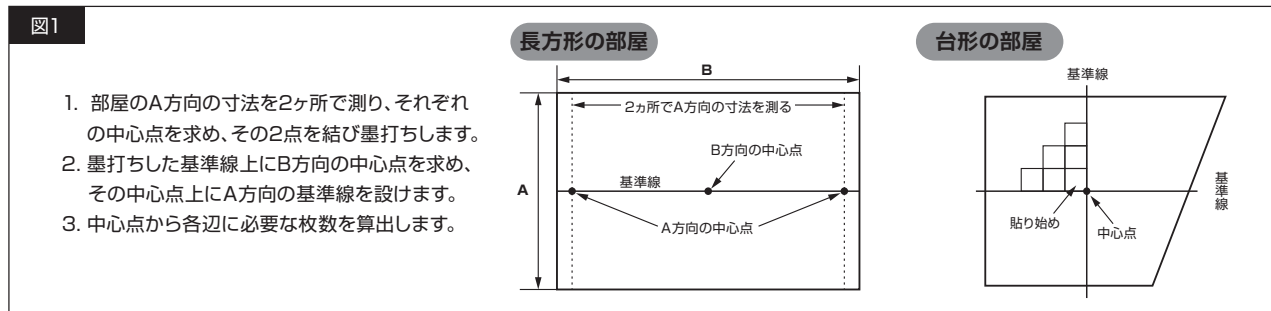 図1
1. 部屋のA方向の寸法を2ヶ所で測り、それぞれ
の中心点を求め、その2点を結び墨打ちします。
2. 墨打ちした基準線上にB方向の中心点を求め、
その中心点上にA方向の基準線を設けます。
3. 中心点から各辺に必要な枚数を算出します。
長方形の部屋
B
2ヵ所でA方向の寸法を測る
B方向の中心点
A
基準線
A方向の中心点
台形の部屋
基準線
基準線
貼り始め
中心点